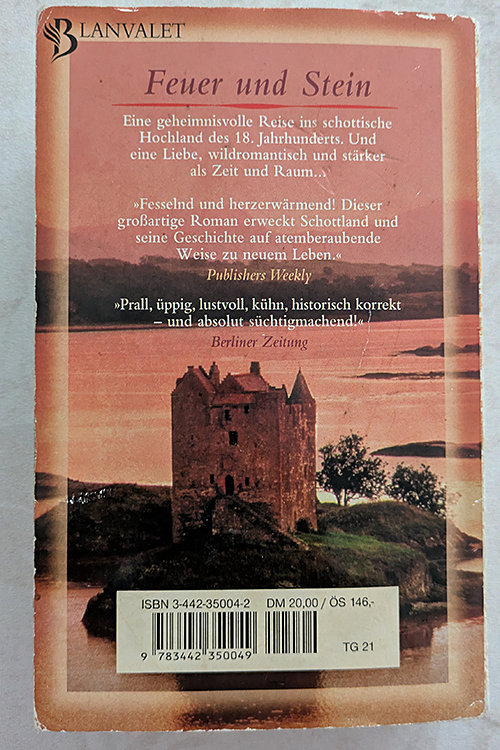 BLANVALET
Feuer und Stein
Eine geheimnisvolle Reise ins schottische
Hochland des 18. Jahrhunderts. Und
eine Liebe, wildromantisch und stärker
als Zeit und Raum...
»Fesselnd und herzerwärmend! Dieser
großartige Roman erweckt Schottland und
seine Geschichte auf atemberaubende
Weise zu neuem Leben.«
Publishers Weekly
»Prall, üppig, lustvoll, kühn, historisch korrekt
– und absolut süchtigmachend!«
Berliner Zeitung
ISBN 3-442-35004-2 DM 20,00 / ÖS 146,-
9 783442 350049
TG 21